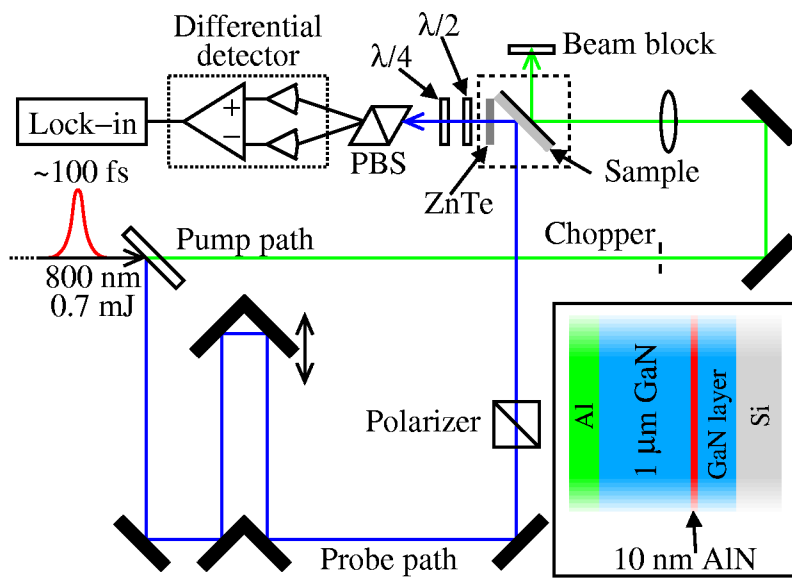 Differential
detector
λ/4
λ/2
Beam block
Lock–in
+
−
PBS
ZnTe
Sample
~100 fs
Pump path
Chopper
800 nm
0.7 mJ
Polarizer
Probe path
Al
1 μm GaN
GaN layer
Si
10 nm AlN